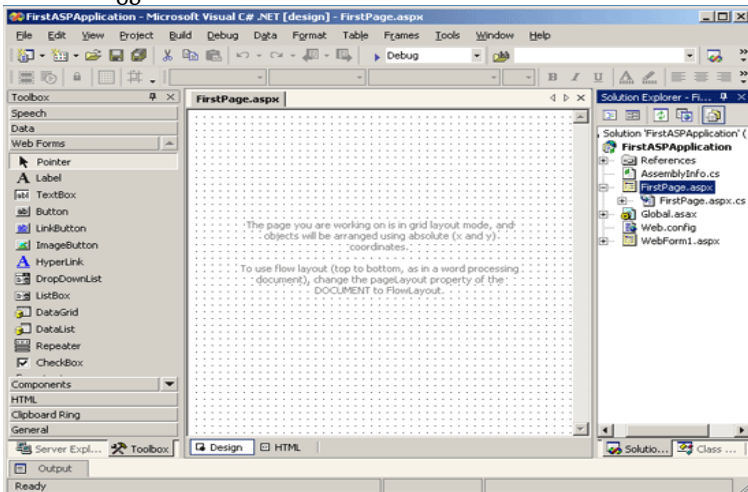 FirstASPApplication - Microsoft Visual C# .NET [design] - FirstPage.aspx
File Edit View Project Build Debug Data Format Table Frames Tools Window Help
Debug
B I U A
Toolbox
Speech
Data
Web Forms
Pointer
A Label
abl TextBox
ab Button
LinkButton
ImageButton
A HyperLink
DropDownList
ListBox
DataGrid
DataList
Repeater
CheckBox
Components
HTML
Clipboard Ring
General
Server Expl... Toolbox
FirstPage.aspx
The page you are working on is in grid layout mode, and
objects will be arranged using absolute (x and y)
coordinates.
To use flow layout (top to bottom, as in a word processing
document), change the pageLayout property of the
DOCUMENT to FlowLayout.
Design HTML
Solution Explorer - Fi...
Solution 'FirstASPApplication' (
FirstASPApplication
References
AssemblyInfo.cs
FirstPage.aspx
FirstPage.aspx.cs
Global.asax
Web.config
WebForm1.aspx
Solutio... Class ...
Output
Ready